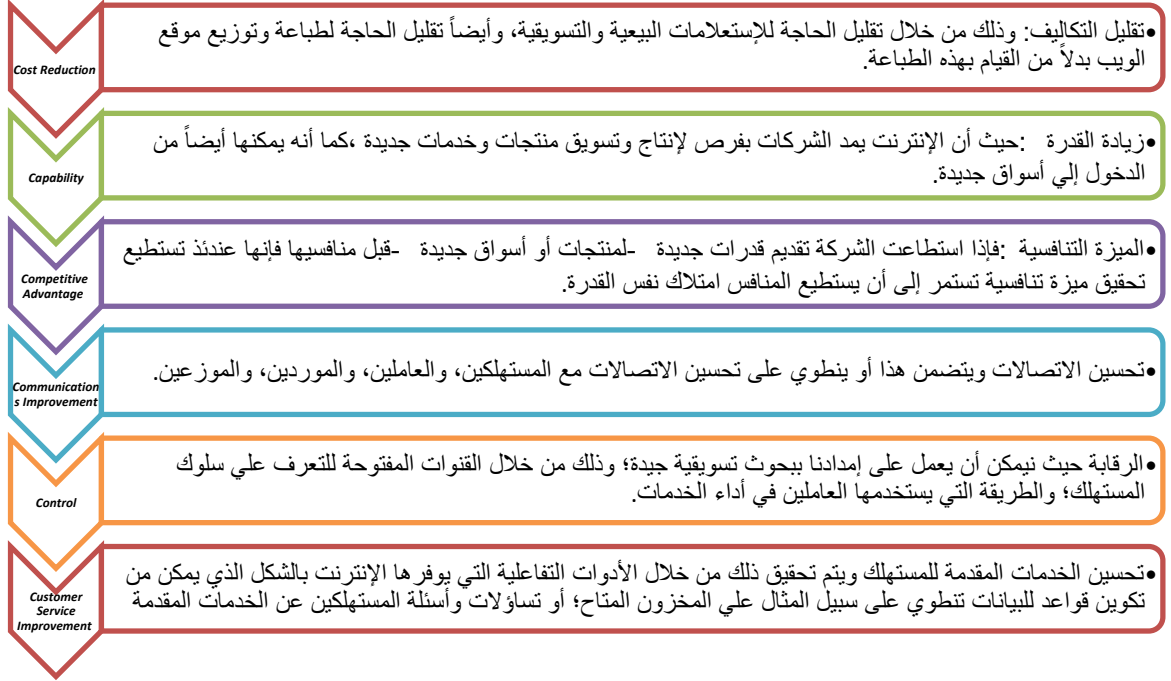 Cost Reduction
•تقليل التكاليف: وذلك من خلال تقليل الحاجة للإستعلامات البيعية والتسويقية، وأيضاً تقليل الحاجة لطباعة وتوزيع موقع
الويب بدلاً من القيام بهذه الطباعة.
Capability
•زيادة القدرة :حيث أن الإنترنت يمد الشركات بفرص لإنتاج وتسويق منتجات وخدمات جديدة ،كما أنه يمكنها أيضاً من
الدخول إلي أسواق جديدة.
Competitive
Advantage
•الميزة التنافسية :فإذا استطاعت الشركة تقديم قدرات جديدة -لمنتجات أو أسواق جديدة -قبل منافسيها فإنها عندئذ تستطيع
تحقيق ميزة تنافسية تستمر إلى أن يستطيع المنافس امتلاك نفس القدرة.
Communication
s Improvement
•تحسين الاتصالات ويتضمن هذا أو ينطوي على تحسين الاتصالات مع المستهلكين، والعاملين، والموردين، والموزعين.
Control
•الرقابة حيث نيمكن أن يعمل على إمدادنا ببحوث تسويقية جيدة؛ وذلك من خلال القنوات المفتوحة للتعرف علي سلوك
المستهلك؛ والطريقة التي يستخدمها العاملين في أداء الخدمات.
Customer
Service
Improvement
•تحسين الخدمات المقدمة للمستهلك ويتم تحقيق ذلك من خلال الأدوات التفاعلية التي يوفرها الإنترنت بالشكل الذي يمكن من
تكوين قواعد للبيانات تنطوي على سبيل المثال علي المخزون المتاح؛ أو تساؤلات وأسئلة المستهلكين عن الخدمات المقدمة